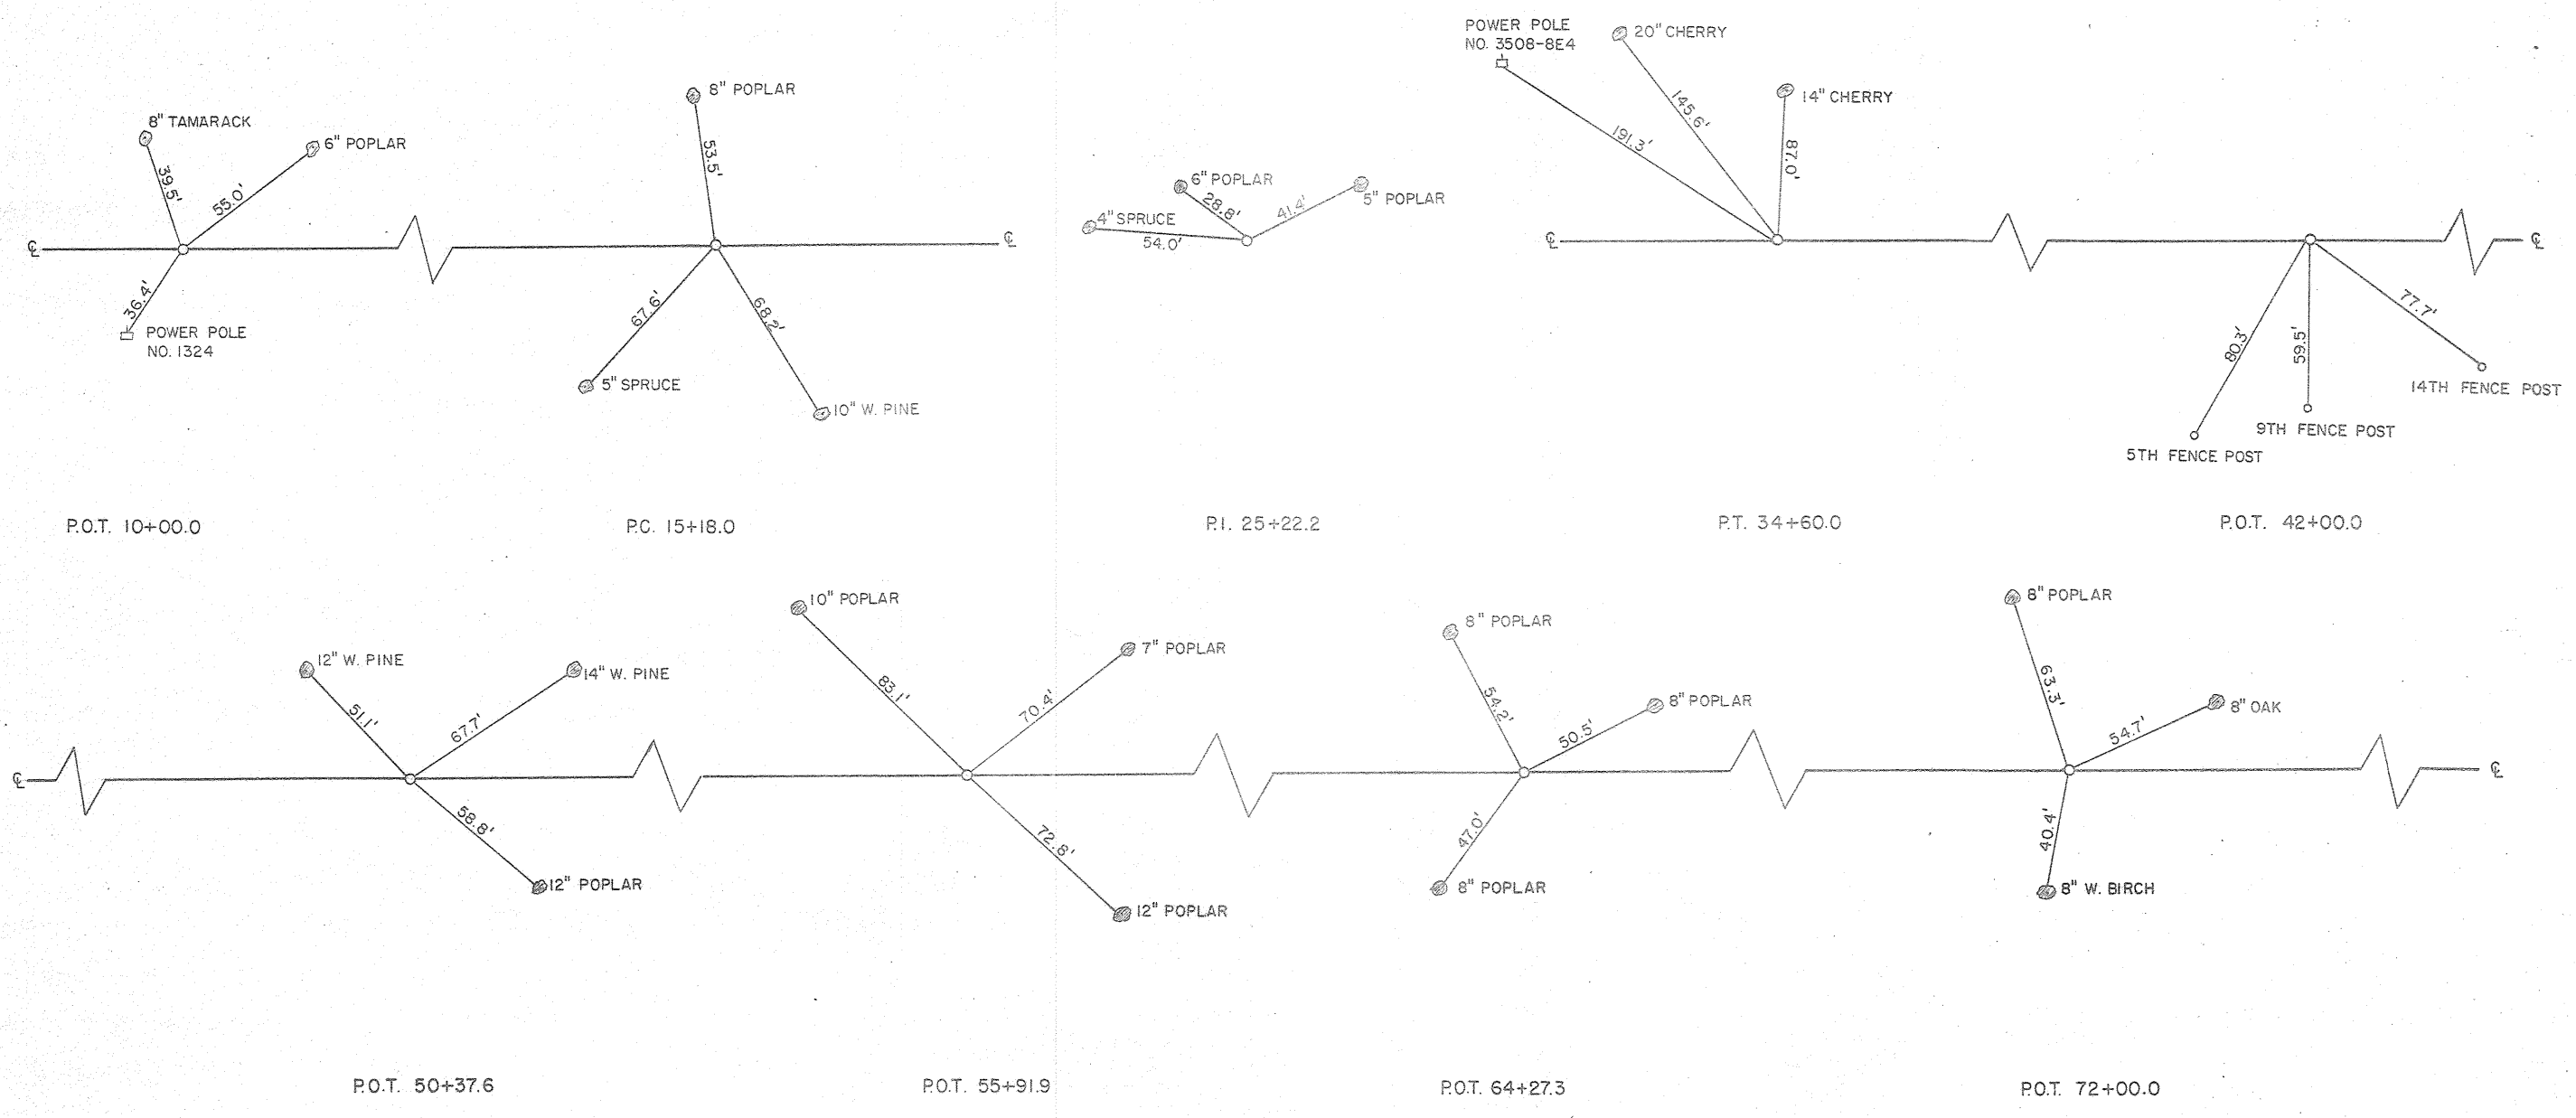 8" TAMARACK
39.5'
6" POPLAR
55.0'
℄
36.4'
POWER POLE
NO. 1324
P.O.T. 10+00.0
8" POPLAR
53.5'
67.6'
5" SPRUCE
68.2'
10" W. PINE
℄
P.C. 15+18.0
4" SPRUCE
54.0'
6" POPLAR
28.8'
41.4'
5" POPLAR
P.I. 25+22.2
POWER POLE
NO. 3508-8E4
191.3'
20" CHERRY
145.6'
14" CHERRY
87.0'
℄
P.T. 34+60.0
80.3'
5TH FENCE POST
59.5'
9TH FENCE POST
77.7'
14TH FENCE POST
℄
P.O.T. 42+00.0
℄
12" W. PINE
51.1'
14" W. PINE
67.7'
58.8'
12" POPLAR
P.O.T. 50+37.6
10" POPLAR
83.1'
7" POPLAR
70.4'
72.8'
12" POPLAR
P.O.T. 55+91.9
8" POPLAR
54.2'
8" POPLAR
50.5'
47.0'
8" POPLAR
P.O.T. 64+27.3
8" POPLAR
63.3'
8" OAK
54.7'
40.4'
8" W. BIRCH
℄
P.O.T. 72+00.0